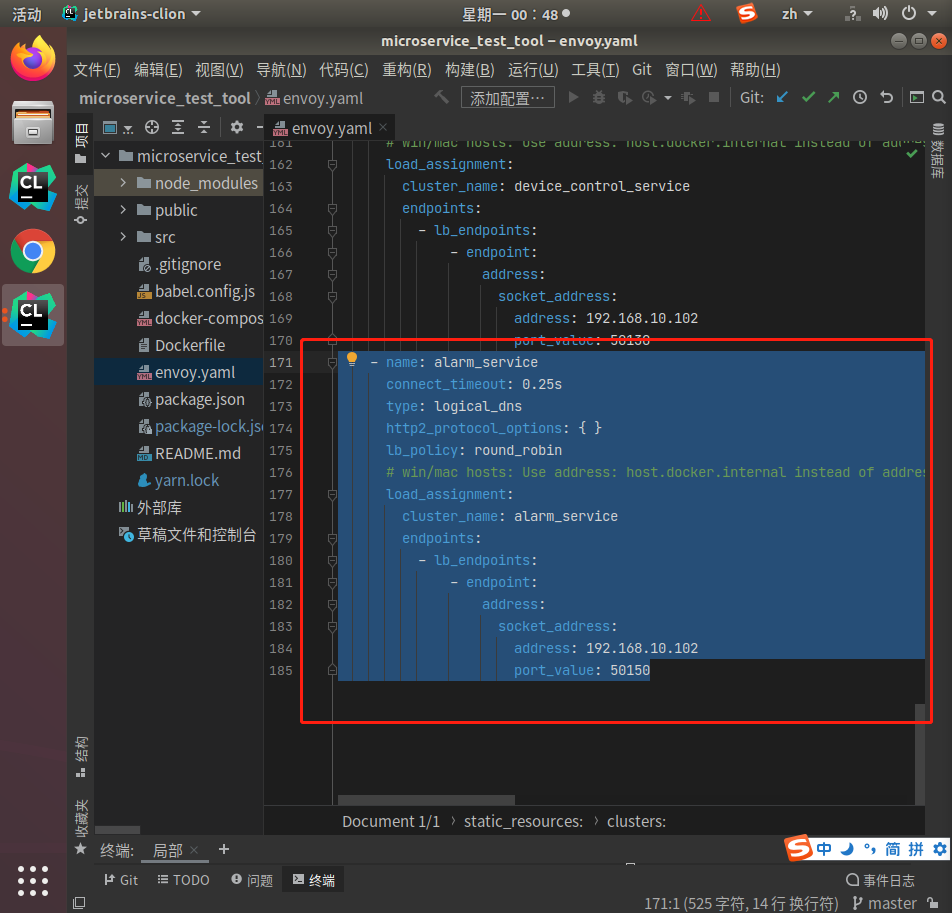 活动 jetbrains-clion 星期一 00：48 zh
microservice_test_tool – envoy.yaml
文件(F) 编辑(E) 视图(V) 导航(N) 代码(C) 重构(R) 构建(B) 运行(U) 工具(T) Git 窗口(W) 帮助(H)
microservice_test_tool envoy.yaml 添加配置… Git:
项目
提交
结构
收藏夹
数据库
envoy.yaml
microservice_test_
node_modules
public
src
.gitignore
babel.config.js
docker-compos
Dockerfile
envoy.yaml
package.json
package-lock.js
README.md
yarn.lock
外部库
草稿文件和控制台
161 # win/mac hosts: Use address: host.docker.internal instead of addres
162 load_assignment:
163 cluster_name: device_control_service
164 endpoints:
165 - lb_endpoints:
166 - endpoint:
167 address:
168 socket_address:
169 address: 192.168.10.102
170 port_value: 50130
171 - name: alarm_service
172 connect_timeout: 0.25s
173 type: logical_dns
174 http2_protocol_options: { }
175 lb_policy: round_robin
176 # win/mac hosts: Use address: host.docker.internal instead of addres
177 load_assignment:
178 cluster_name: alarm_service
179 endpoints:
180 - lb_endpoints:
181 - endpoint:
182 address:
183 socket_address:
184 address: 192.168.10.102
185 port_value: 50150
Document 1/1 › static_resources: › clusters:
终端: 局部 × +
中 简 拼
Git TODO 问题 终端 事件日志
171:1 (525 字符, 14 行 换行符) master